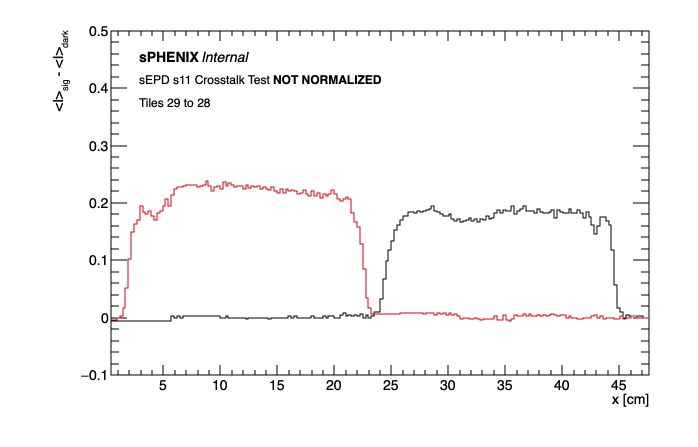 0.5
<I>sig - <I>dark
sPHENIX Internal
sEPD s11 Crosstalk Test NOT NORMALIZED
0.4
Tiles 29 to 28
0.3
0.2
0.1
0
−0.1
5 10 15 20 25 30 35 40 45
x [cm]